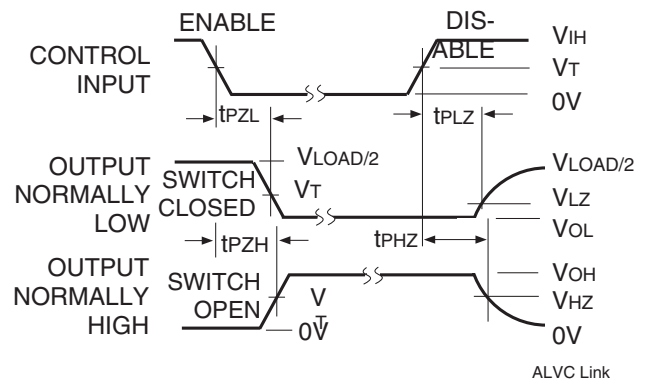 ENABLE
DIS-
ABLE
CONTROL
INPUT
VIH
VT
0V
tPZL
tPLZ
OUTPUT
NORMALLY
LOW
SWITCH
CLOSED
VLOAD/2
VT
VLOAD/2
VLZ
VOL
tPZH
tPHZ
OUTPUT
NORMALLY
HIGH
SWITCH
OPEN
VT
0V
VOH
VHZ
0V
ALVC Link